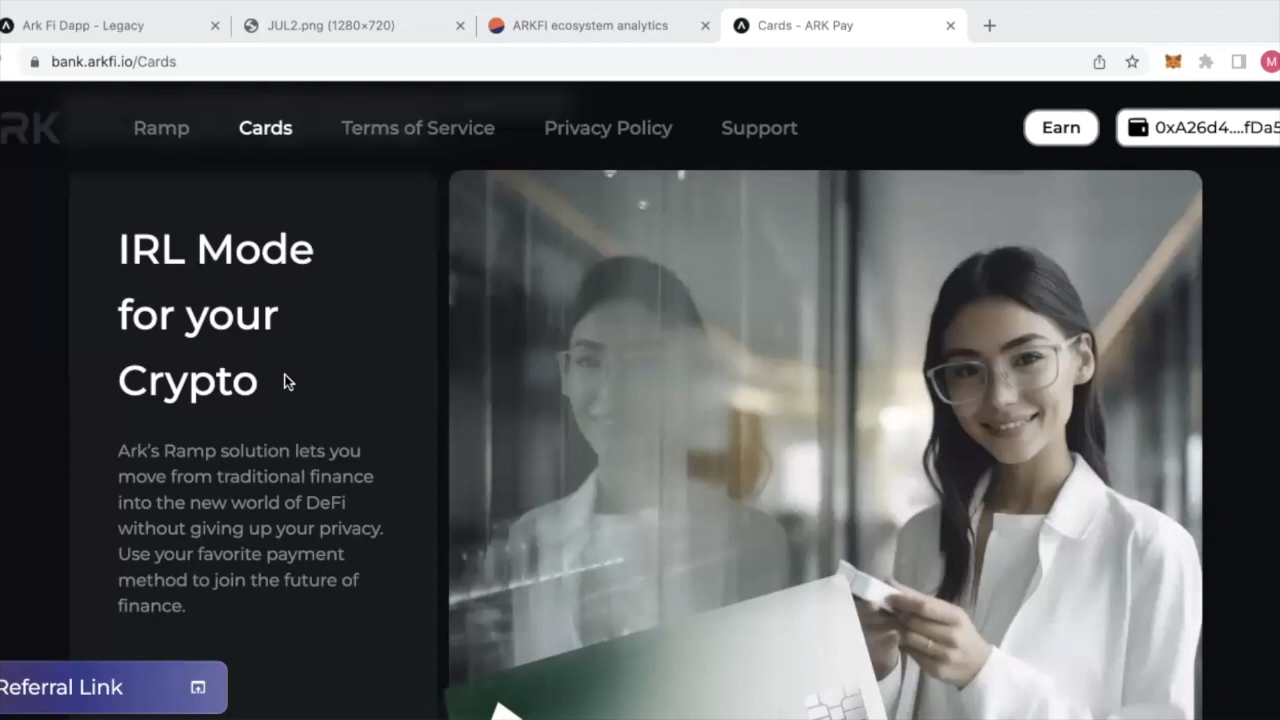 Ark Fi Dapp - Legacy
JUL2.png (1280×720)
ARKFI ecosystem analytics
Cards - ARK Pay
bank.arkfi.io/Cards
M
RK
Ramp
Cards
Terms of Service
Privacy Policy
Support
Earn
0xA26d4....fDa5
IRL Mode
for your
Crypto
Ark's Ramp solution lets you
move from traditional finance
into the new world of DeFi
without giving up your privacy.
Use your favorite payment
method to join the future of
finance.
Referral Link